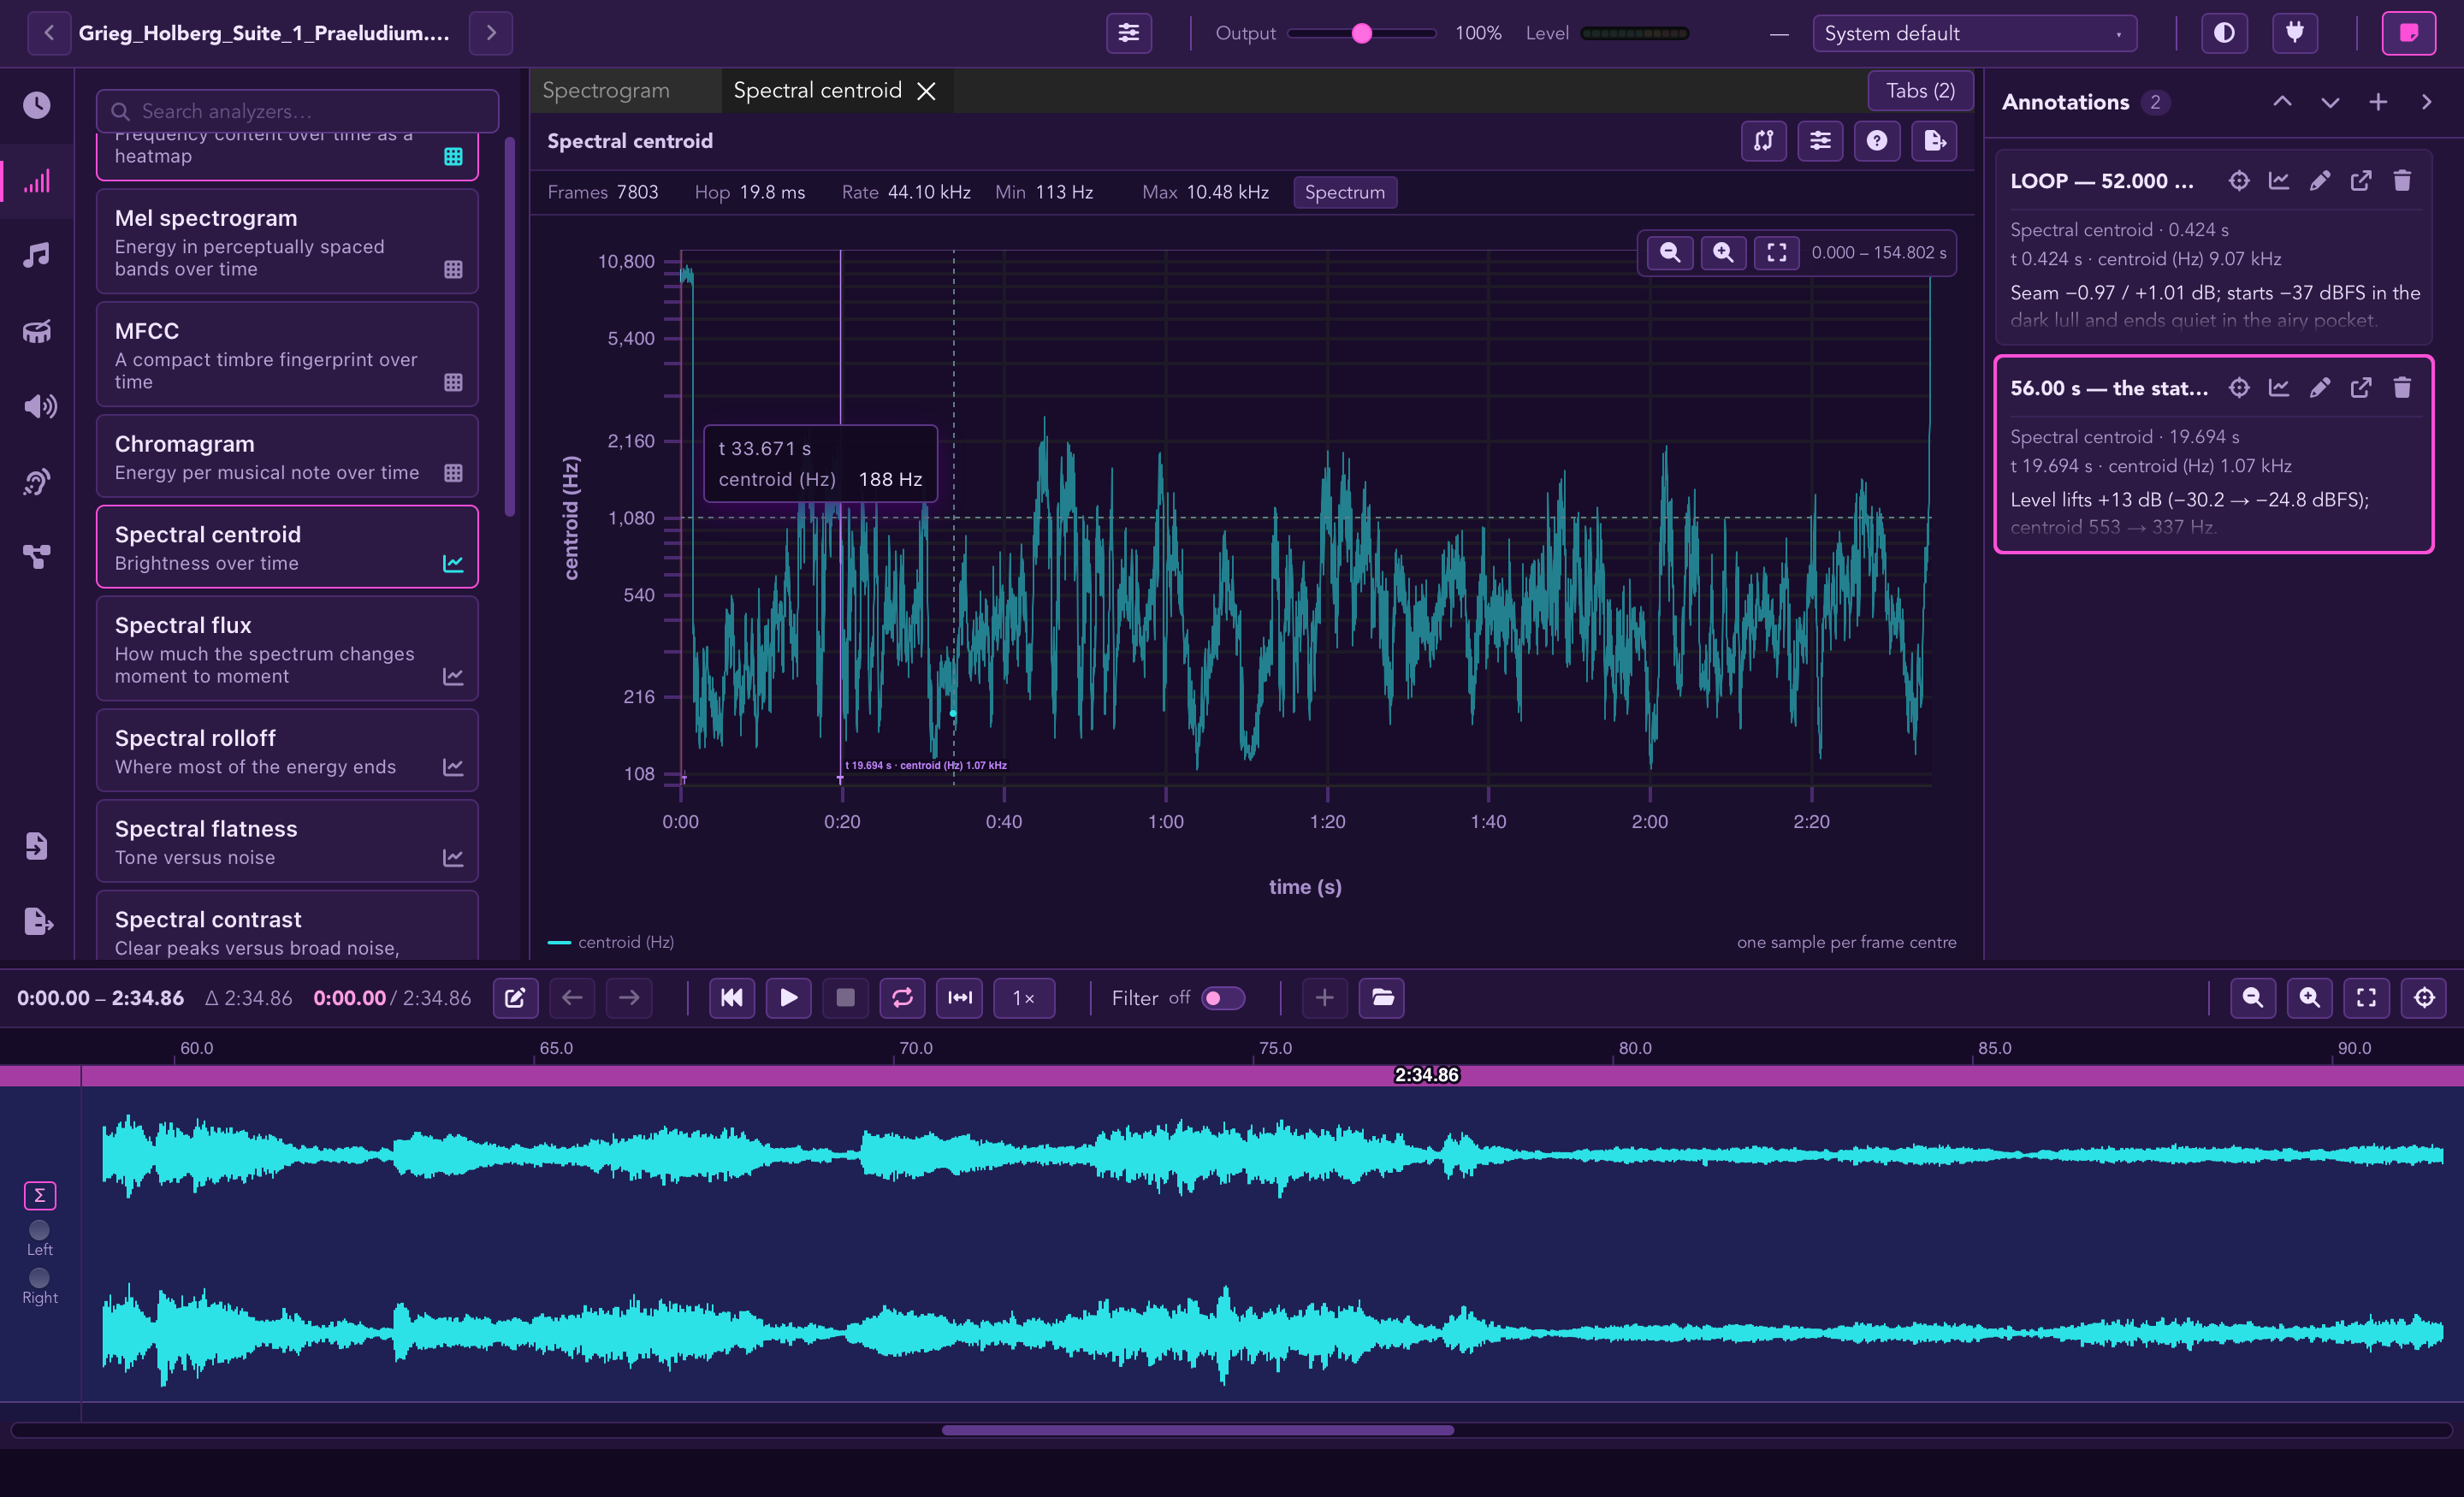 Grieg_Holberg_Suite_1_Praeludium....
Output 100% Level — System default
Search analyzers...
Frequency content over time as a
heatmap
Mel spectrogram
Energy in perceptually spaced
bands over time
MFCC
A compact timbre fingerprint over
time
Chromagram
Energy per musical note over time
Spectral centroid
Brightness over time
Spectral flux
How much the spectrum changes
moment to moment
Spectral rolloff
Where most of the energy ends
Spectral flatness
Tone versus noise
Spectral contrast
Clear peaks versus broad noise,
Spectrogram
Spectral centroid
Tabs (2)
Spectral centroid
Frames 7803 Hop 19.8 ms Rate 44.10 kHz Min 113 Hz Max 10.48 kHz Spectrum
0.000 – 154.802 s
10,800
5,400
2,160
1,080
540
216
108
centroid (Hz)
t 33.671 s
centroid (Hz) 188 Hz
t 19.694 s · centroid (Hz) 1.07 kHz
0:00 0:20 0:40 1:00 1:20 1:40 2:00 2:20
time (s)
centroid (Hz)
one sample per frame centre
Annotations 2
LOOP — 52.000 ...
Spectral centroid · 0.424 s
t 0.424 s · centroid (Hz) 9.07 kHz
Seam −0.97 / +1.01 dB; starts −37 dBFS in the
dark lull and ends quiet in the airy pocket.
56.00 s — the stat...
Spectral centroid · 19.694 s
t 19.694 s · centroid (Hz) 1.07 kHz
Level lifts +13 dB (−30.2 → −24.8 dBFS);
centroid 553 → 337 Hz.
0:00.00 – 2:34.86 Δ 2:34.86 0:00.00 / 2:34.86
1×
Filter off
60.0 65.0 70.0 75.0 80.0 85.0 90.0
2:34.86
Σ
Left
Right